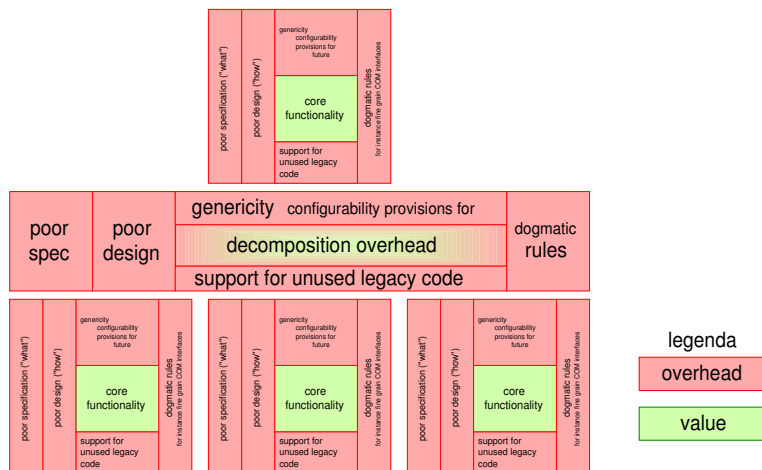 poor specification ("what")
poor design ("how")
genericity
configurability
provisions for
future
core
functionality
support for
unused legacy
code
dogmatic rules
for instance fine grain COM interfaces
poor
spec
poor
design
genericity configurability provisions for
decomposition overhead
support for unused legacy code
dogmatic
rules
poor specification ("what")
poor design ("how")
genericity
configurability
provisions for
future
core
functionality
support for
unused legacy
code
dogmatic rules
for instance fine grain COM interfaces
poor specification ("what")
poor design ("how")
genericity
configurability
provisions for
future
core
functionality
support for
unused legacy
code
dogmatic rules
for instance fine grain COM interfaces
poor specification ("what")
poor design ("how")
genericity
configurability
provisions for
future
core
functionality
support for
unused legacy
code
dogmatic rules
for instance fine grain COM interfaces
legenda
overhead
value